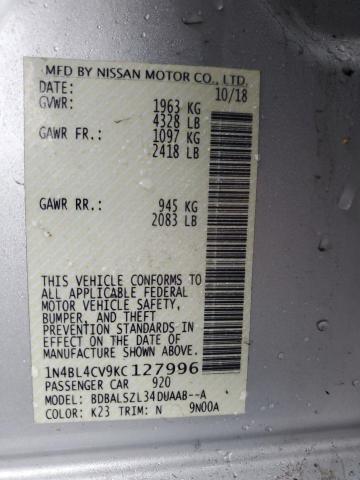 MFD BY NISSAN MOTOR CO., LTD.
DATE: 10/18
GVWR: 1963 KG
4328 LB
GAWR FR.: 1097 KG
2418 LB
GAWR RR.: 945 KG
2083 LB
THIS VEHICLE CONFORMS TO
ALL APPLICABLE FEDERAL
MOTOR VEHICLE SAFETY,
BUMPER, AND THEFT
PREVENTION STANDARDS IN
EFFECT ON THE DATE OF
MANUFACTURE SHOWN ABOVE.
1N4BL4CV9KC 127996
PASSENGER CAR 920
MODEL: BDBALSZL34DUAAB--A
COLOR: K23 TRIM: N 9N00A